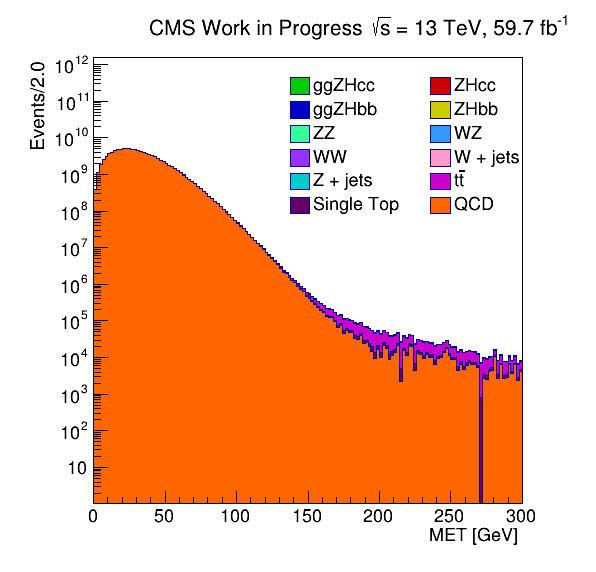 CMS Work in Progress √s = 13 TeV, 59.7 fb⁻¹
Events/2.0
10¹²
10¹¹
10¹⁰
10⁹
10⁸
10⁷
10⁶
10⁵
10⁴
10³
10²
10
ggZHcc ZHcc
ggZHbb ZHbb
ZZ WZ
WW W + jets
Z + jets tt̄
Single Top QCD
0 50 100 150 200 250 300
MET [GeV]